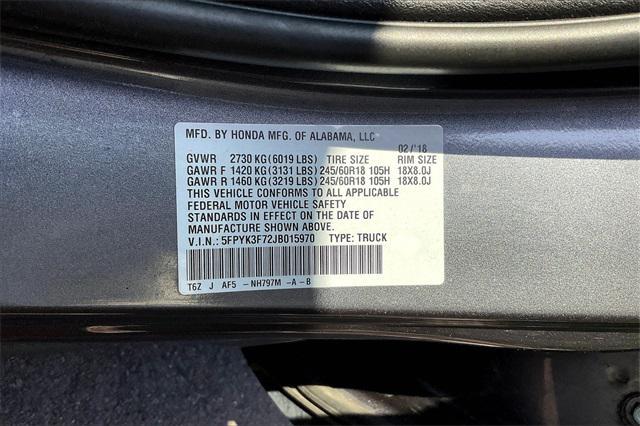 MFD. BY HONDA MFG. OF ALABAMA, LLC
02/'18
GVWR 2730 KG (6019 LBS) TIRE SIZE RIM SIZE
GAWR F 1420 KG (3131 LBS) 245/60R18 105H 18X8.0J
GAWR R 1460 KG (3219 LBS) 245/60R18 105H 18X8.0J
THIS VEHICLE CONFORMS TO ALL APPLICABLE
FEDERAL MOTOR VEHICLE SAFETY
STANDARDS IN EFFECT ON THE DATE OF
MANUFACTURE SHOWN ABOVE.
V.I.N.: 5FPYK3F72JB015970 TYPE: TRUCK
T6Z J AF5 -NH797M -A -B